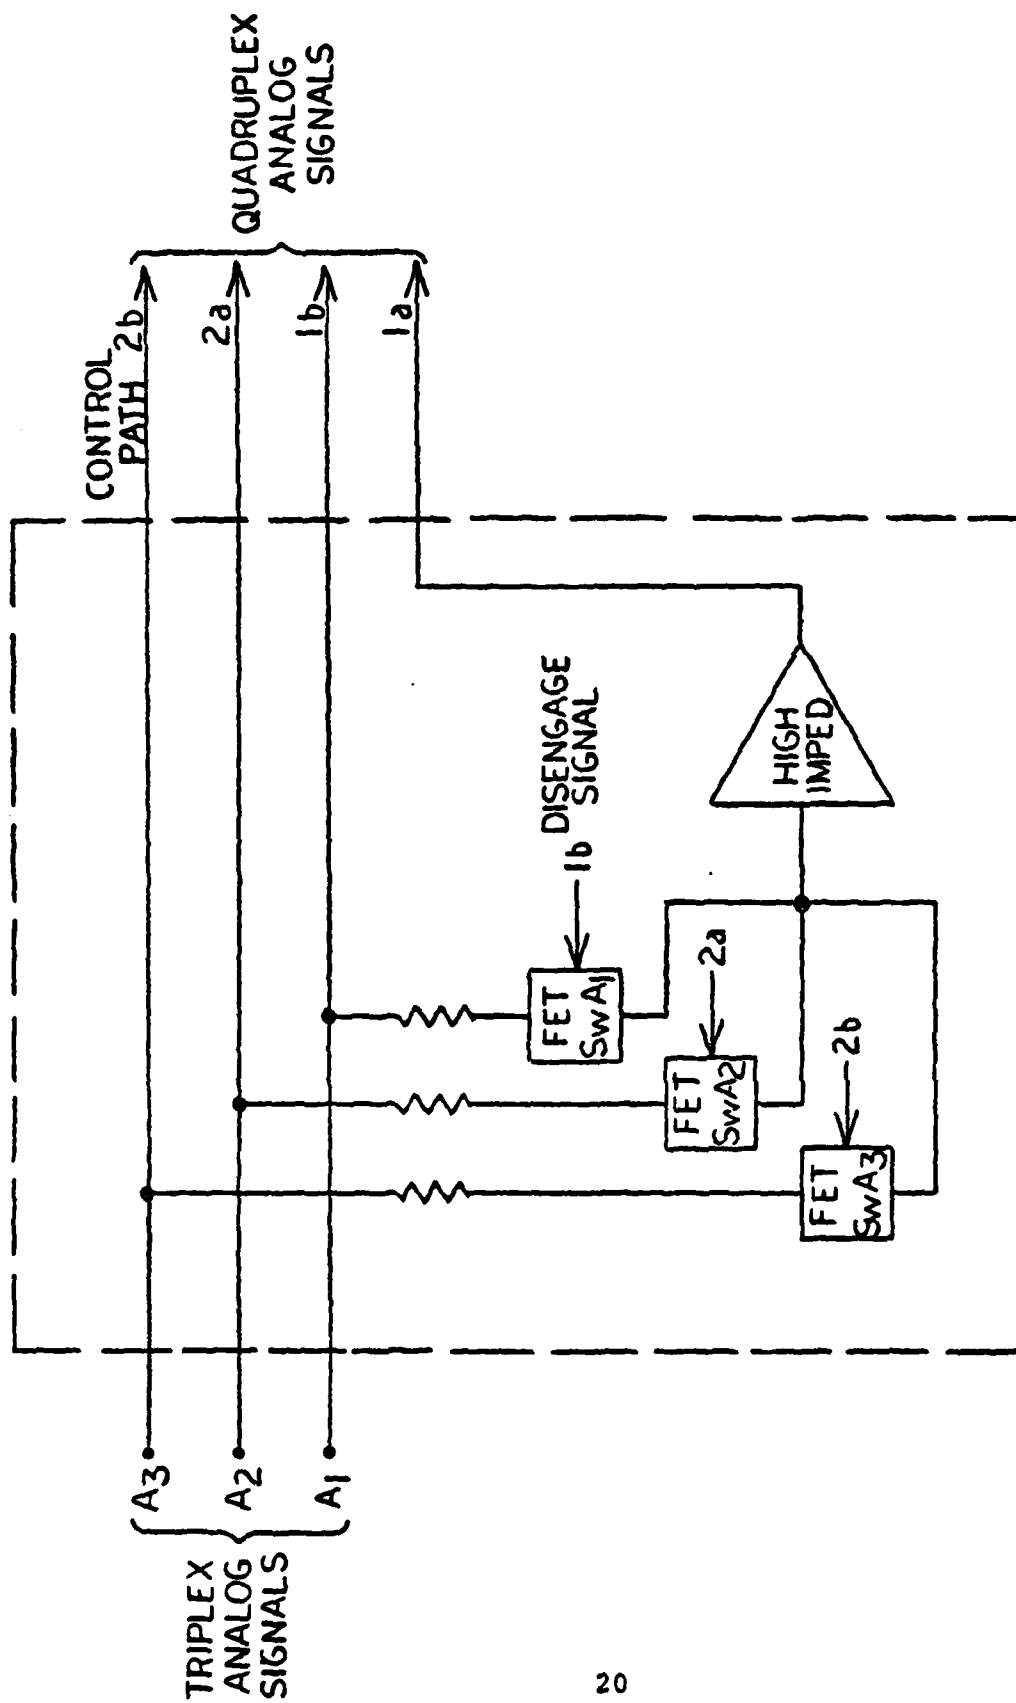 TRIPLEX
ANALOG
SIGNALS
A3
A2
A1
CONTROL
PATH 2b
2a
1b
1a
QUADRUPLEX
ANALOG
SIGNALS
FET
SWA1
1b DISENGAGE
SIGNAL
FET
SWA2
2a
FET
SWA3
2b
HIGH
IMPED
20